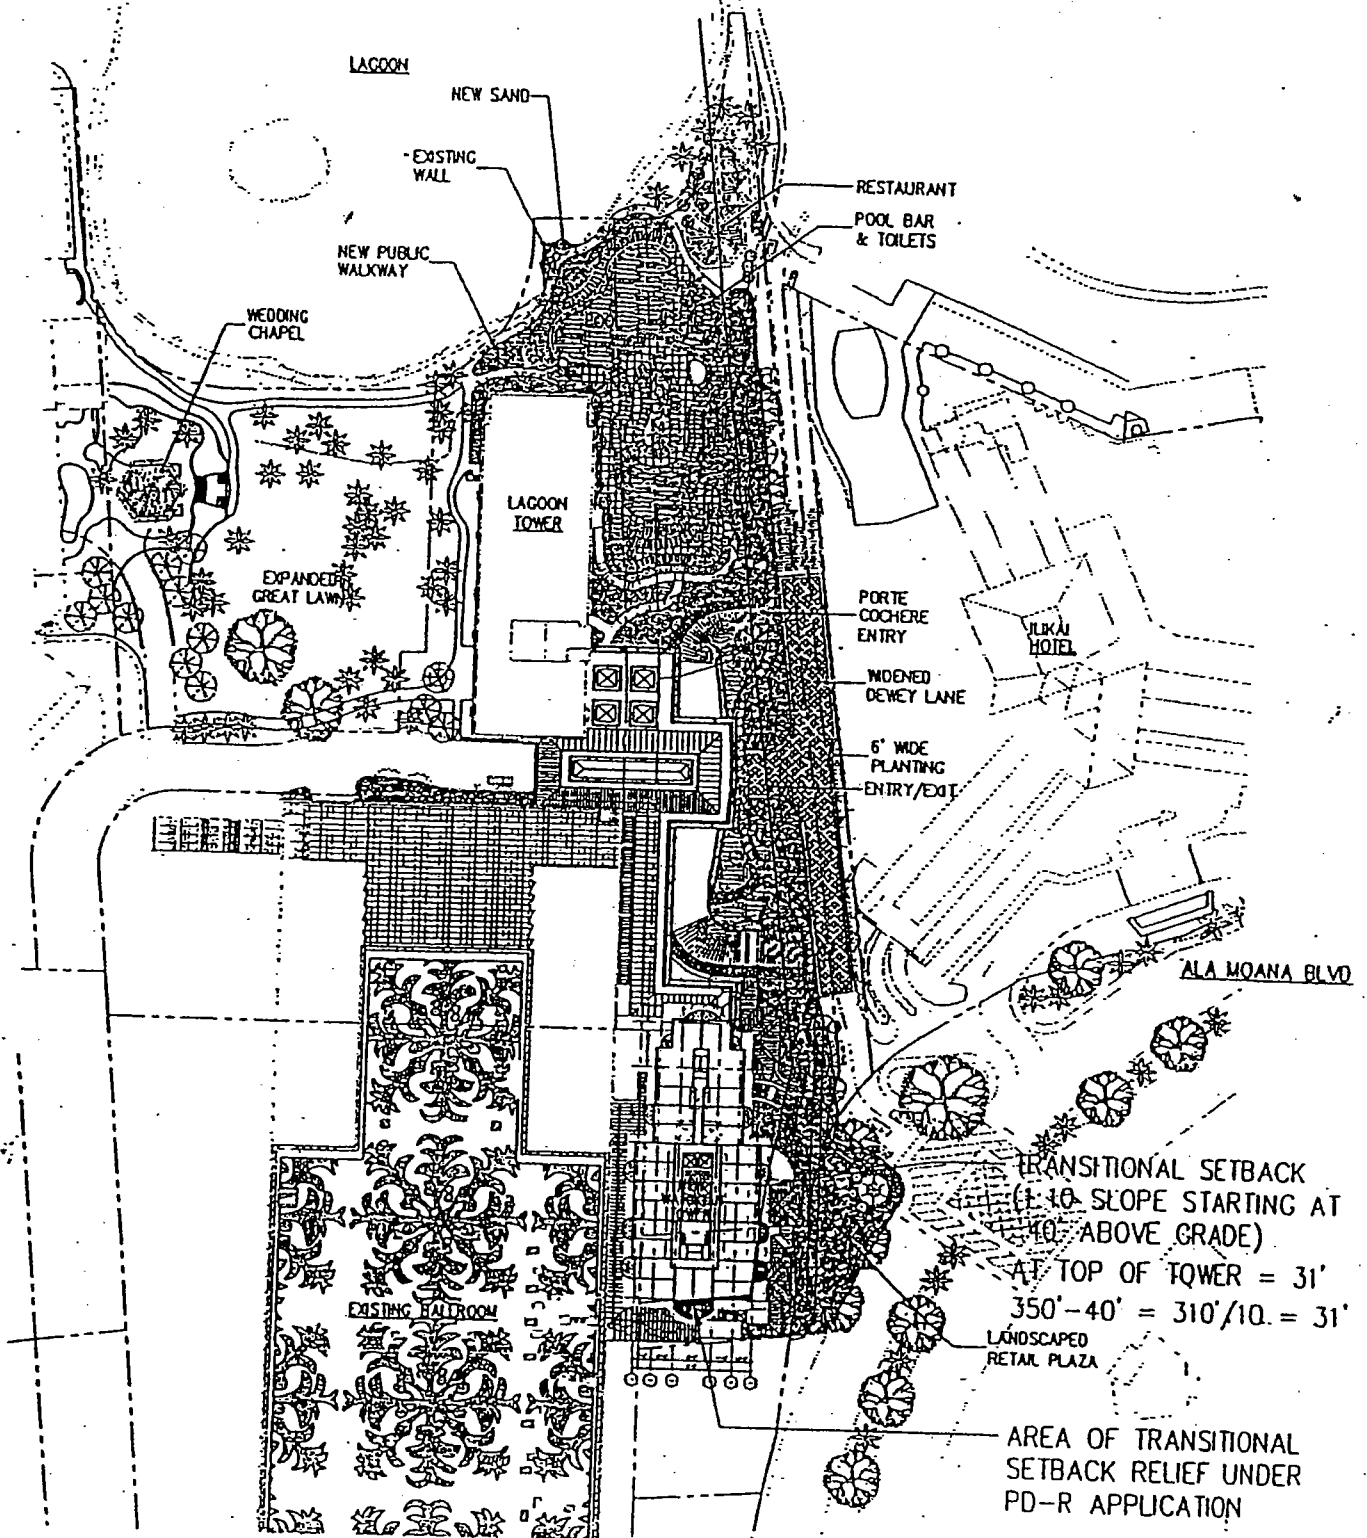 LAGOON
NEW SAND
EXISTING
WALL
RESTAURANT
POOL BAR
& TOILETS
NEW PUBLIC
WALKWAY
WEDDING
CHAPEL
LAGOON
TOWER
EXPANDED
GREAT LAWN
PORTE
COCHERE
ENTRY
ILIKAI
HOTEL
WIDENED
DEWEY LANE
6' WIDE
PLANTING
ENTRY/EXIT
ALA MOANA BLVD
TRANSITIONAL SETBACK
SLOPE STARTING AT
40' ABOVE GRADE)
AT TOP OF TOWER = 31'
350'-40' = 310'/10. = 31'
EXISTING BALLROOM
LANDSCAPED
RETAIL PLAZA
AREA OF TRANSITIONAL
SETBACK RELIEF UNDER
PD-R APPLICATION